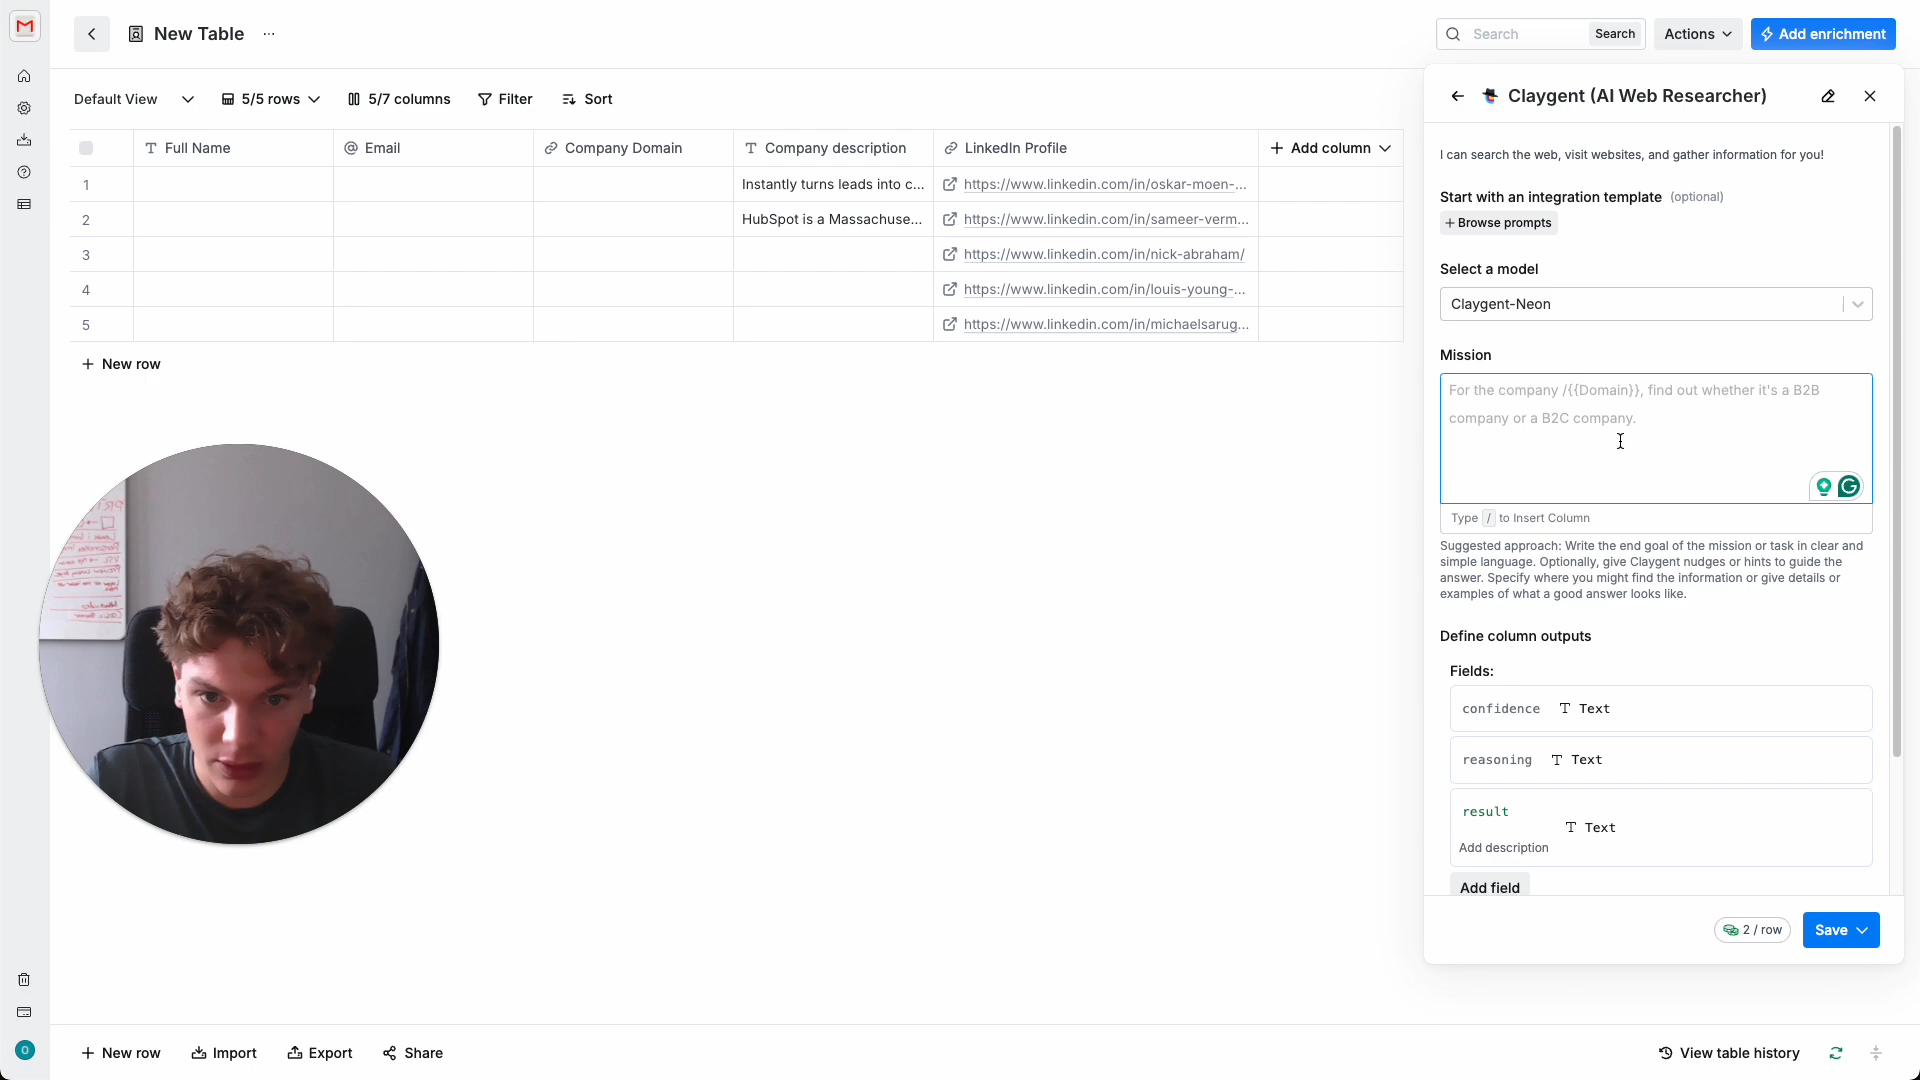 New Table
Search
Search
Actions
Add enrichment
Default View
5/5 rows
5/7 columns
Filter
Sort
Full Name
Email
Company Domain
Company description
LinkedIn Profile
Add column
1
Instantly turns leads into c...
https://www.linkedin.com/in/oskar-moen-...
2
HubSpot is a Massachuse...
https://www.linkedin.com/in/sameer-verm...
3
https://www.linkedin.com/in/nick-abraham/
4
https://www.linkedin.com/in/louis-young-...
5
https://www.linkedin.com/in/michaelsarug...
New row
Claygent (AI Web Researcher)
I can search the web, visit websites, and gather information for you!
Start with an integration template (optional)
+ Browse prompts
Select a model
Claygent-Neon
Mission
For the company /{{Domain}}, find out whether it's a B2B
company or a B2C company.
Type / to Insert Column
Suggested approach: Write the end goal of the mission or task in clear and
simple language. Optionally, give Claygent nudges or hints to guide the
answer. Specify where you might find the information or give details or
examples of what a good answer looks like.
Define column outputs
Fields:
confidence T Text
reasoning T Text
result
T Text
Add description
Add field
2 / row
Save
O
New row
Import
Export
Share
View table history